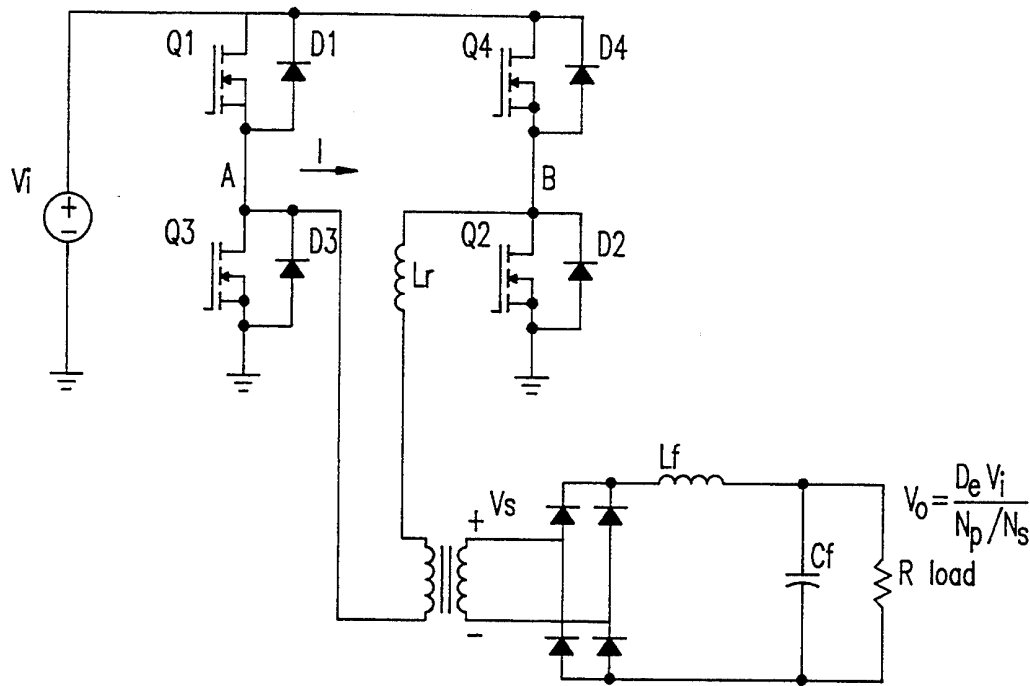 Q1
D1
Q4
D4
Vi
+
-
A
I
B
Q3
D3
Lr
Q2
D2
Lf
Vo = De Vi / Np/Ns
+
Vs
-
Cf
R load